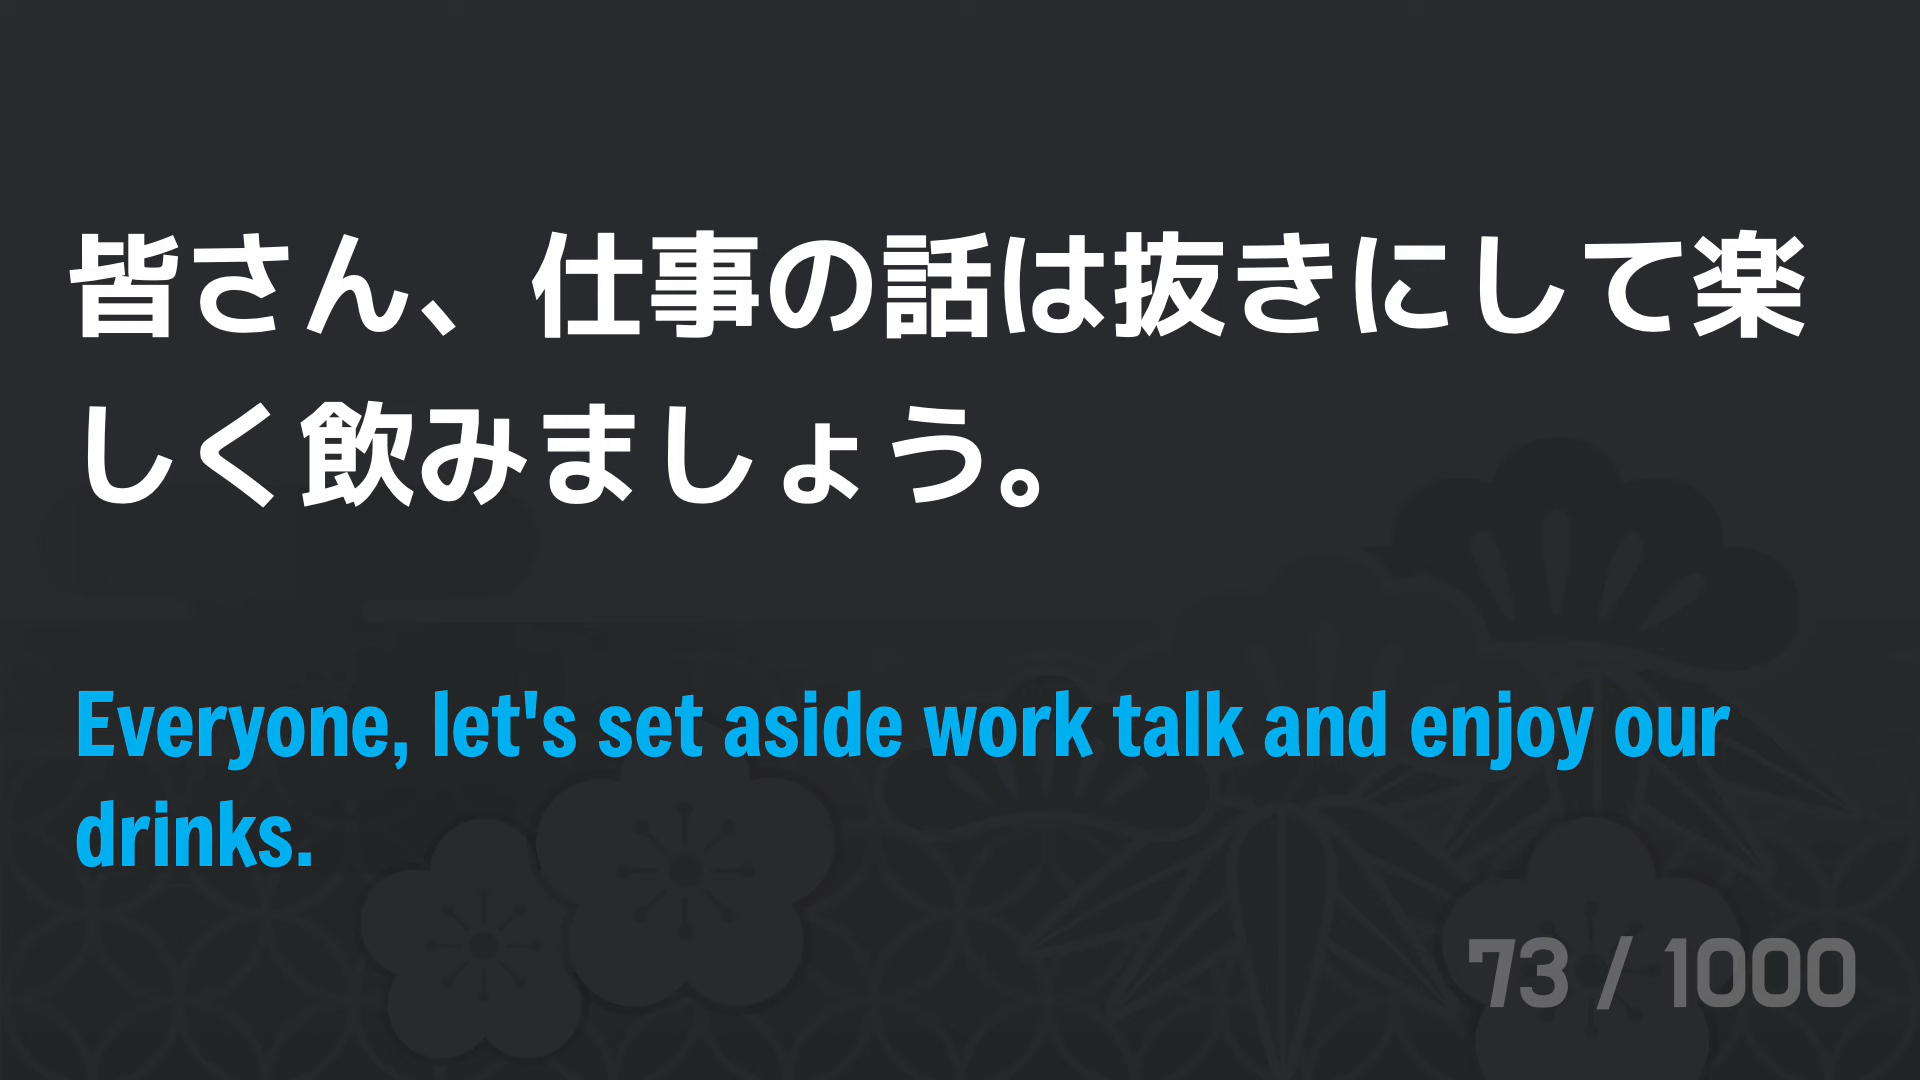 皆さん、仕事の話は抜きにして楽
しく飲みましょう。
Everyone, let's set aside work talk and enjoy our
drinks.
73 / 1000